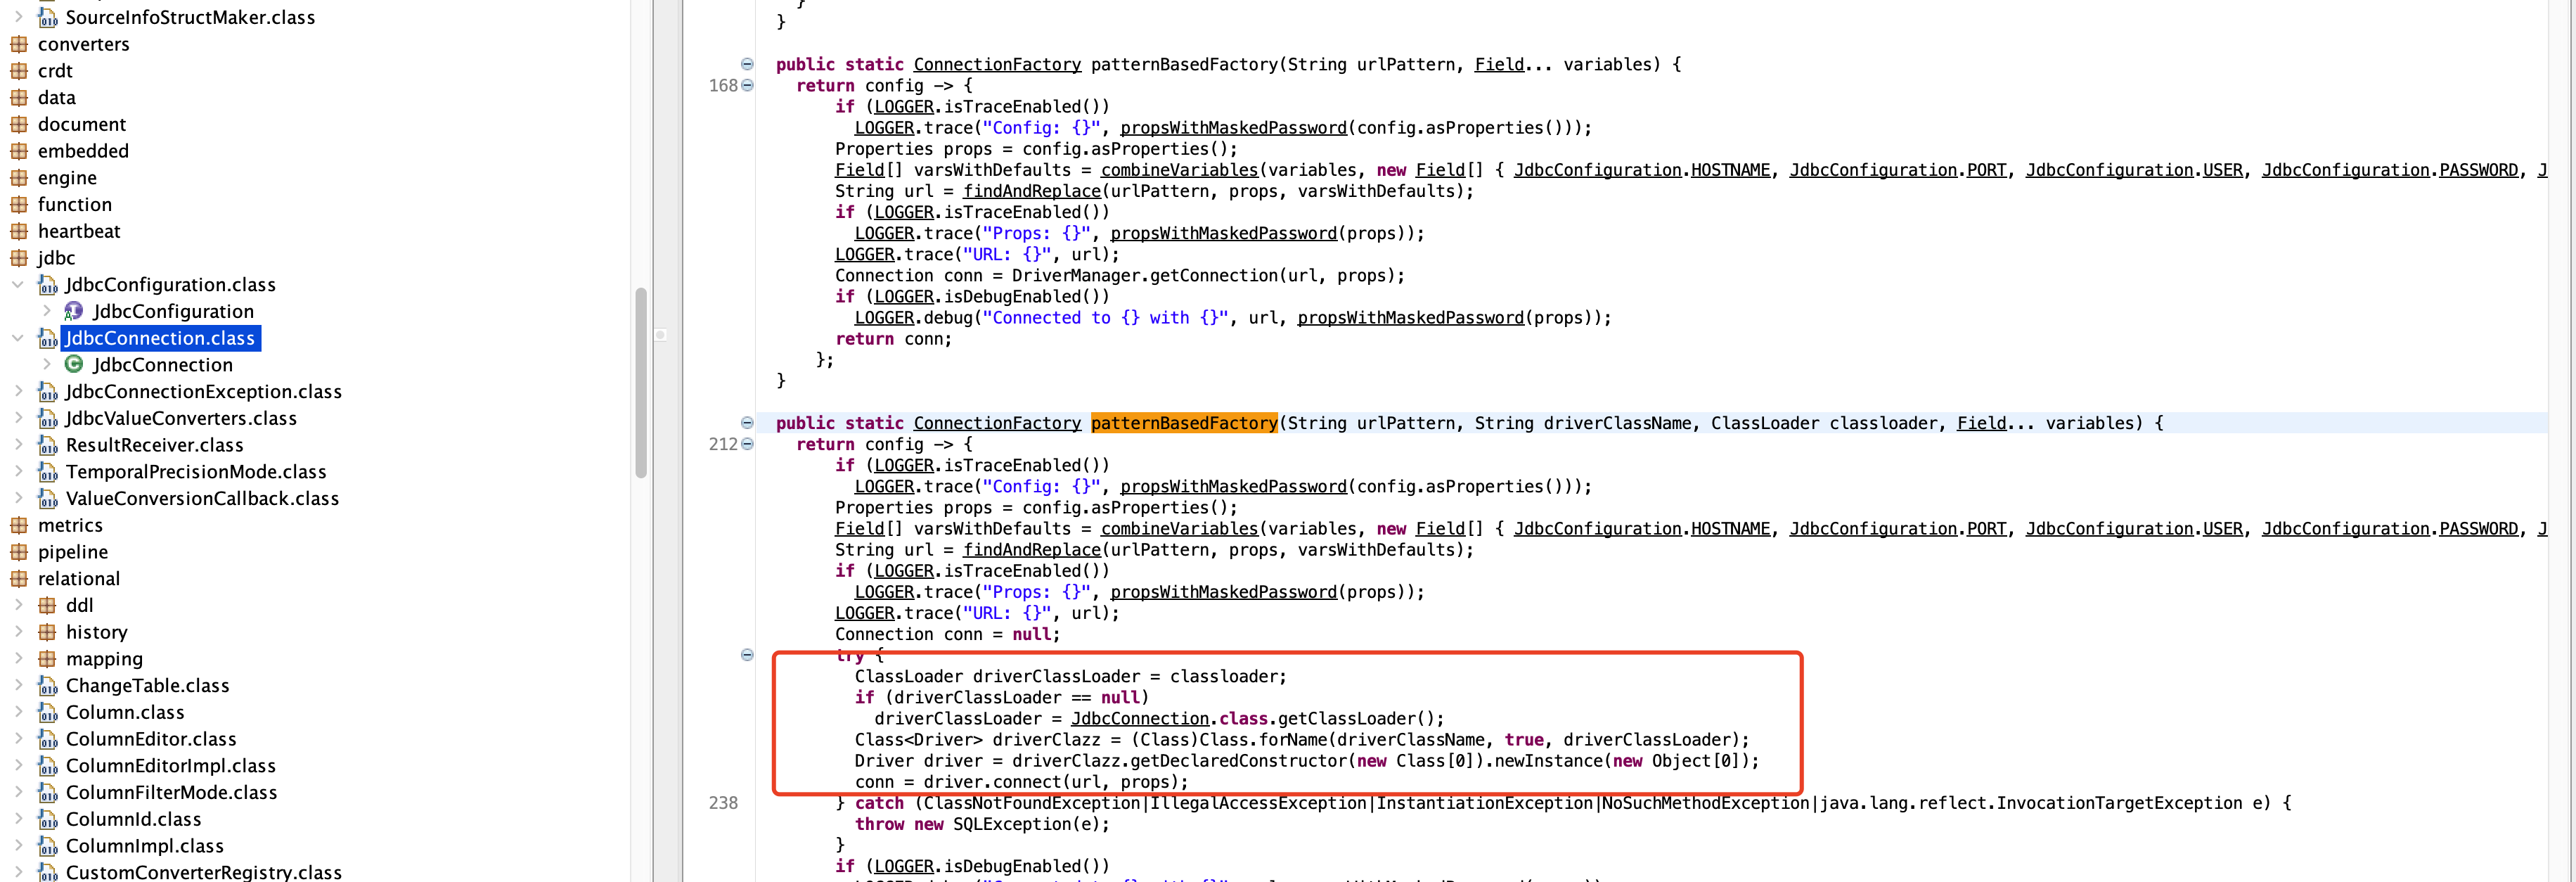 SourceInfoStructMaker.class
converters
crdt
data
document
embedded
engine
function
heartbeat
jdbc
JdbcConfiguration.class
JdbcConfiguration
JdbcConnection.class
JdbcConnection
JdbcConnectionException.class
JdbcValueConverters.class
ResultReceiver.class
TemporalPrecisionMode.class
ValueConversionCallback.class
metrics
pipeline
relational
ddl
history
mapping
ChangeTable.class
Column.class
ColumnEditor.class
ColumnEditorImpl.class
ColumnFilterMode.class
ColumnId.class
ColumnImpl.class
CustomConverterRegistry.class
}
}
public static ConnectionFactory patternBasedFactory(String urlPattern, Field... variables) {
168 return config -> {
if (LOGGER.isTraceEnabled())
LOGGER.trace("Config: {}", propsWithMaskedPassword(config.asProperties()));
Properties props = config.asProperties();
Field[] varsWithDefaults = combineVariables(variables, new Field[] { JdbcConfiguration.HOSTNAME, JdbcConfiguration.PORT, JdbcConfiguration.USER, JdbcConfiguration.PASSWORD, J
String url = findAndReplace(urlPattern, props, varsWithDefaults);
if (LOGGER.isTraceEnabled())
LOGGER.trace("Props: {}", propsWithMaskedPassword(props));
LOGGER.trace("URL: {}", url);
Connection conn = DriverManager.getConnection(url, props);
if (LOGGER.isDebugEnabled())
LOGGER.debug("Connected to {} with {}", url, propsWithMaskedPassword(props));
return conn;
};
}
public static ConnectionFactory patternBasedFactory(String urlPattern, String driverClassName, ClassLoader classloader, Field... variables) {
212 return config -> {
if (LOGGER.isTraceEnabled())
LOGGER.trace("Config: {}", propsWithMaskedPassword(config.asProperties()));
Properties props = config.asProperties();
Field[] varsWithDefaults = combineVariables(variables, new Field[] { JdbcConfiguration.HOSTNAME, JdbcConfiguration.PORT, JdbcConfiguration.USER, JdbcConfiguration.PASSWORD, J
String url = findAndReplace(urlPattern, props, varsWithDefaults);
if (LOGGER.isTraceEnabled())
LOGGER.trace("Props: {}", propsWithMaskedPassword(props));
LOGGER.trace("URL: {}", url);
Connection conn = null;
try {
ClassLoader driverClassLoader = classloader;
if (driverClassLoader == null)
driverClassLoader = JdbcConnection.class.getClassLoader();
Class<Driver> driverClazz = (Class)Class.forName(driverClassName, true, driverClassLoader);
Driver driver = driverClazz.getDeclaredConstructor(new Class[0]).newInstance(new Object[0]);
conn = driver.connect(url, props);
238 } catch (ClassNotFoundException|IllegalAccessException|InstantiationException|NoSuchMethodException|java.lang.reflect.InvocationTargetException e) {
throw new SQLException(e);
}
if (LOGGER.isDebugEnabled())